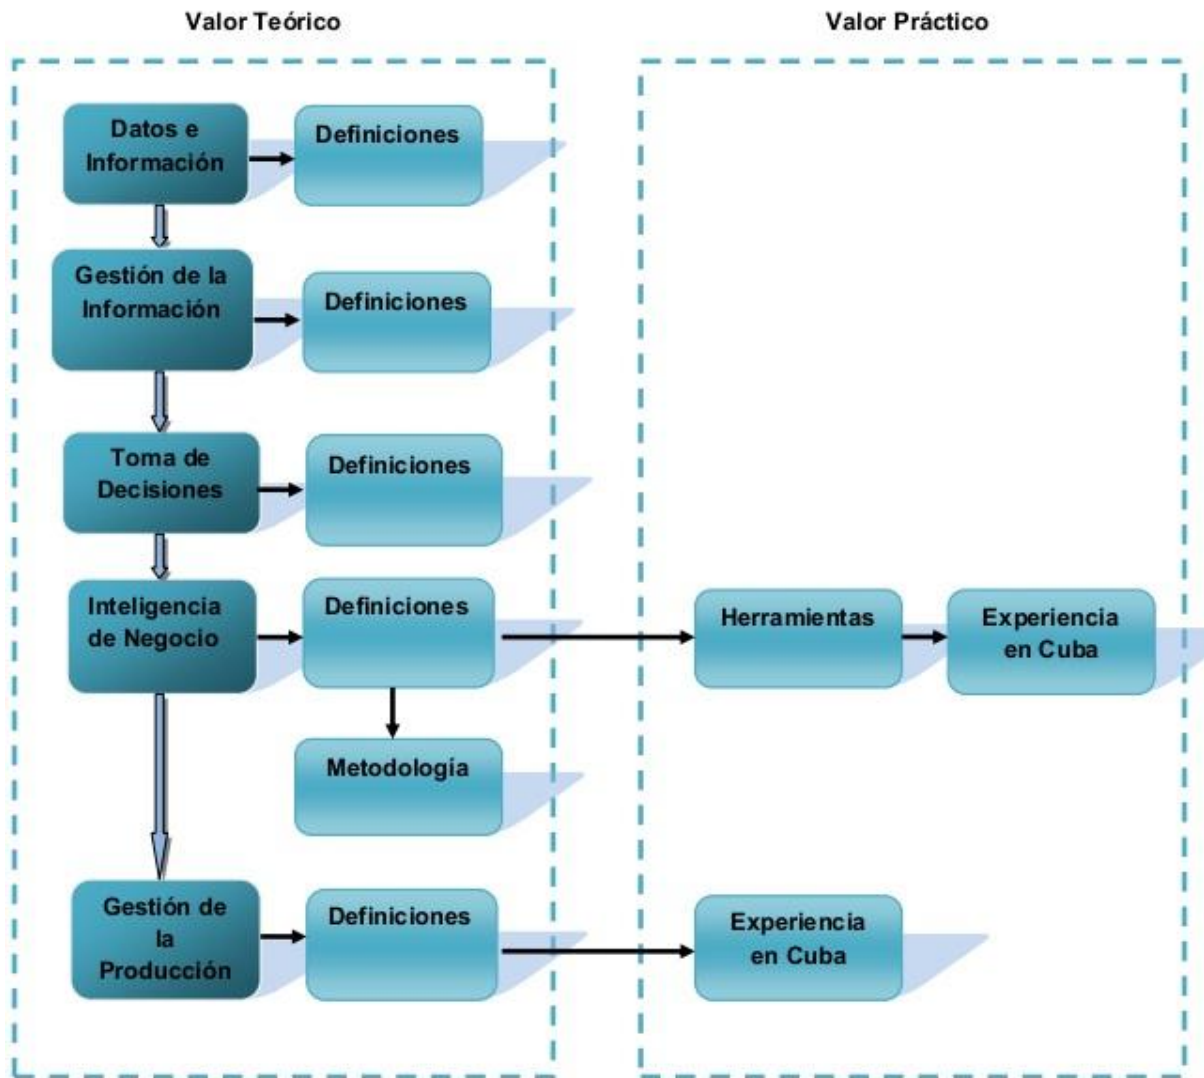 Valor Teórico
Valor Práctico
Datos e
Información
Definiciones
Gestión de la
Información
Definiciones
Toma de
Decisiones
Definiciones
Inteligencia
de Negocio
Definiciones
Herramientas
Experiencia
en Cuba
Metodología
Gestión de
la
Producción
Definiciones
Experiencia
en Cuba